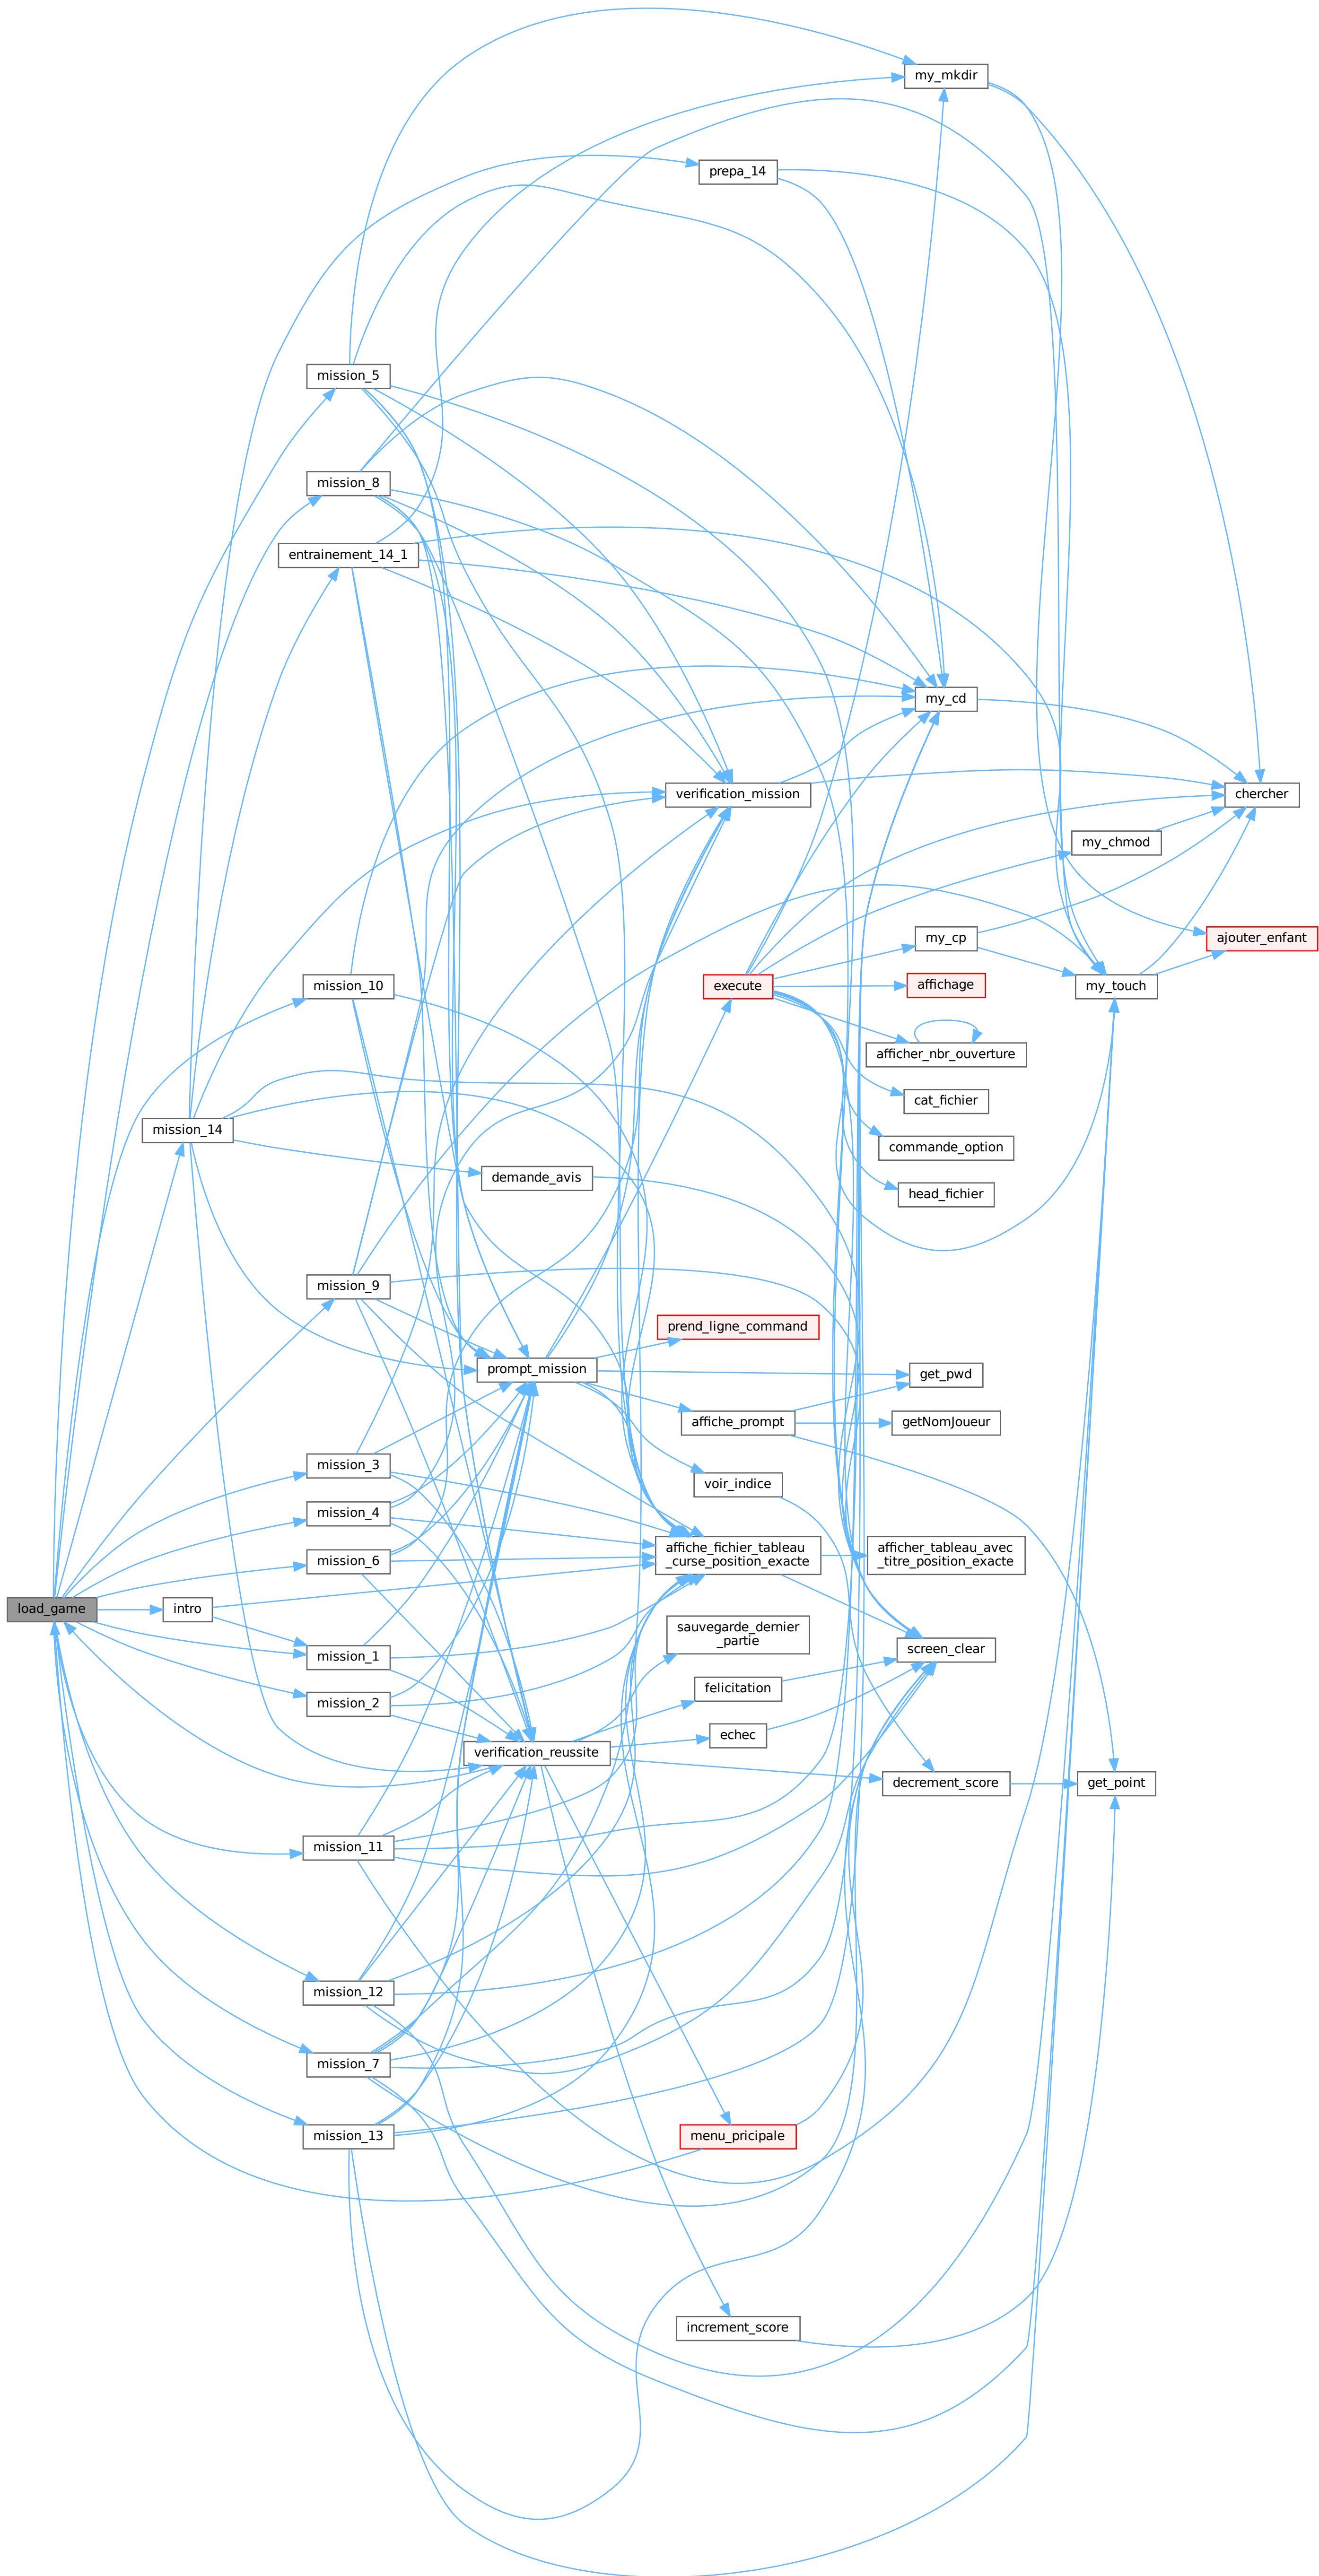 my_mkdir
prepa_14
mission_5
mission_8
entrainement_14_1
my_cd
verification_mission
chercher
my_chmod
my_cp
ajouter_enfant
execute
affichage
mission_10
my_touch
afficher_nbr_ouverture
cat_fichier
mission_14
commande_option
demande_avis
head_fichier
mission_9
prend_ligne_command
prompt_mission
get_pwd
affiche_prompt
getNomJoueur
mission_3
voir_indice
mission_4
affiche_fichier_tableau
_curse_position_exacte
afficher_tableau_avec
_titre_position_exacte
mission_6
load_game
intro
sauvegarde_dernier
_partie
mission_1
screen_clear
felicitation
mission_2
echec
verification_reussite
decrement_score
get_point
mission_11
mission_12
mission_7
mission_13
menu_pricipale
increment_score